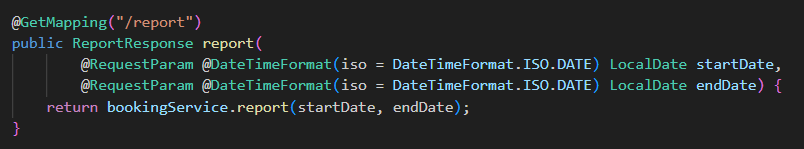 @GetMapping("/report")
public ReportResponse report(
        @RequestParam @DateTimeFormat(iso = DateTimeFormat.ISO.DATE) LocalDate startDate,
        @RequestParam @DateTimeFormat(iso = DateTimeFormat.ISO.DATE) LocalDate endDate) {
    return bookingService.report(startDate, endDate);
}